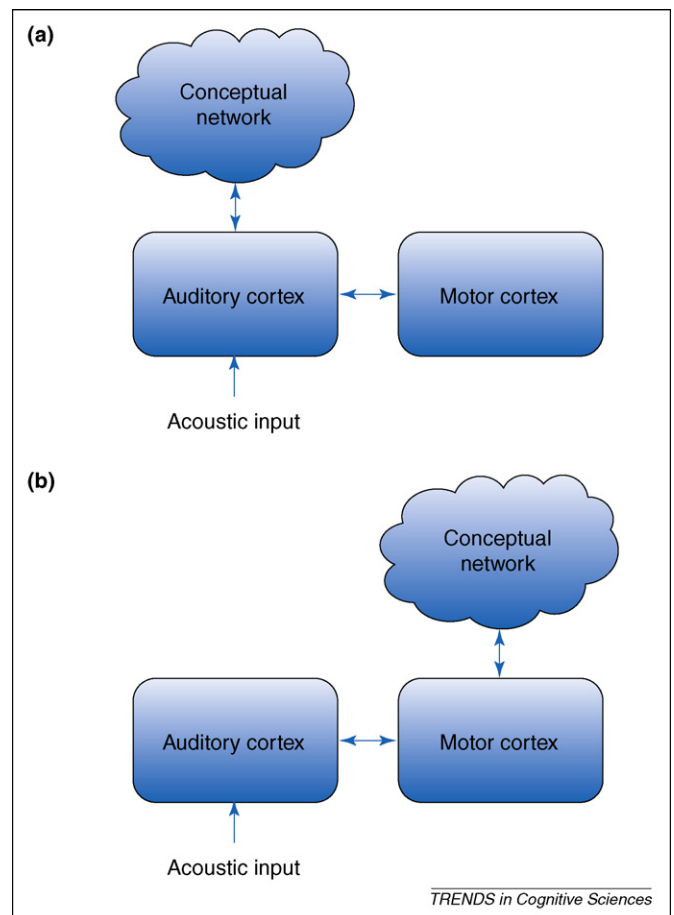 (a)
Conceptual
network
Auditory cortex
Motor cortex
Acoustic input
(b)
Conceptual
network
Auditory cortex
Motor cortex
Acoustic input
TRENDS in Cognitive Sciences